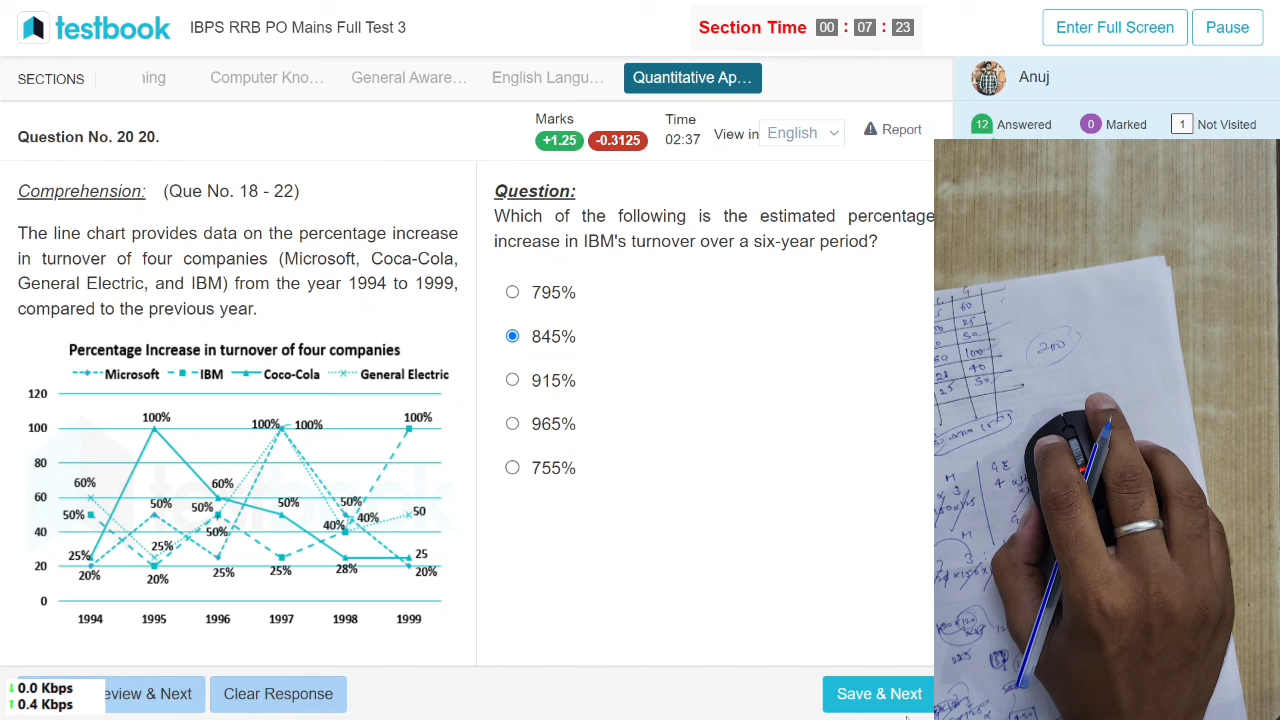 testbook
IBPS RRB PO Mains Full Test 3
Section Time 00 : 07 : 23
Enter Full Screen
Pause
SECTIONS
Computer Kno...
General Aware...
English Langu...
Quantitative Ap...
Anuj
Question No. 20 20.
Marks
+1.25
-0.3125
Time
02:37
View in
English
Report
12 Answered
0 Marked
1 Not Visited
Comprehension: (Que No. 18 - 22)
The line chart provides data on the percentage increase
in turnover of four companies (Microsoft, Coca-Cola,
General Electric, and IBM) from the year 1994 to 1999,
compared to the previous year.
Percentage Increase in turnover of four companies
Microsoft
IBM
Coco-Cola
General Electric
120
100
80
60
40
20
0
100%
100%
100%
100%
60%
60%
50%
50%
50%
50%
50%
50%
50
40%
40%
25%
25%
25
20%
20%
25%
25%
28%
20%
1994
1995
1996
1997
1998
1999
Question:
Which of the following is the estimated percentage
increase in IBM's turnover over a six-year period?
795%
845%
915%
965%
755%
0.0 Kbps
0.4 Kbps
eview & Next
Clear Response
Save & Next
60
25
50
100
40
50
200